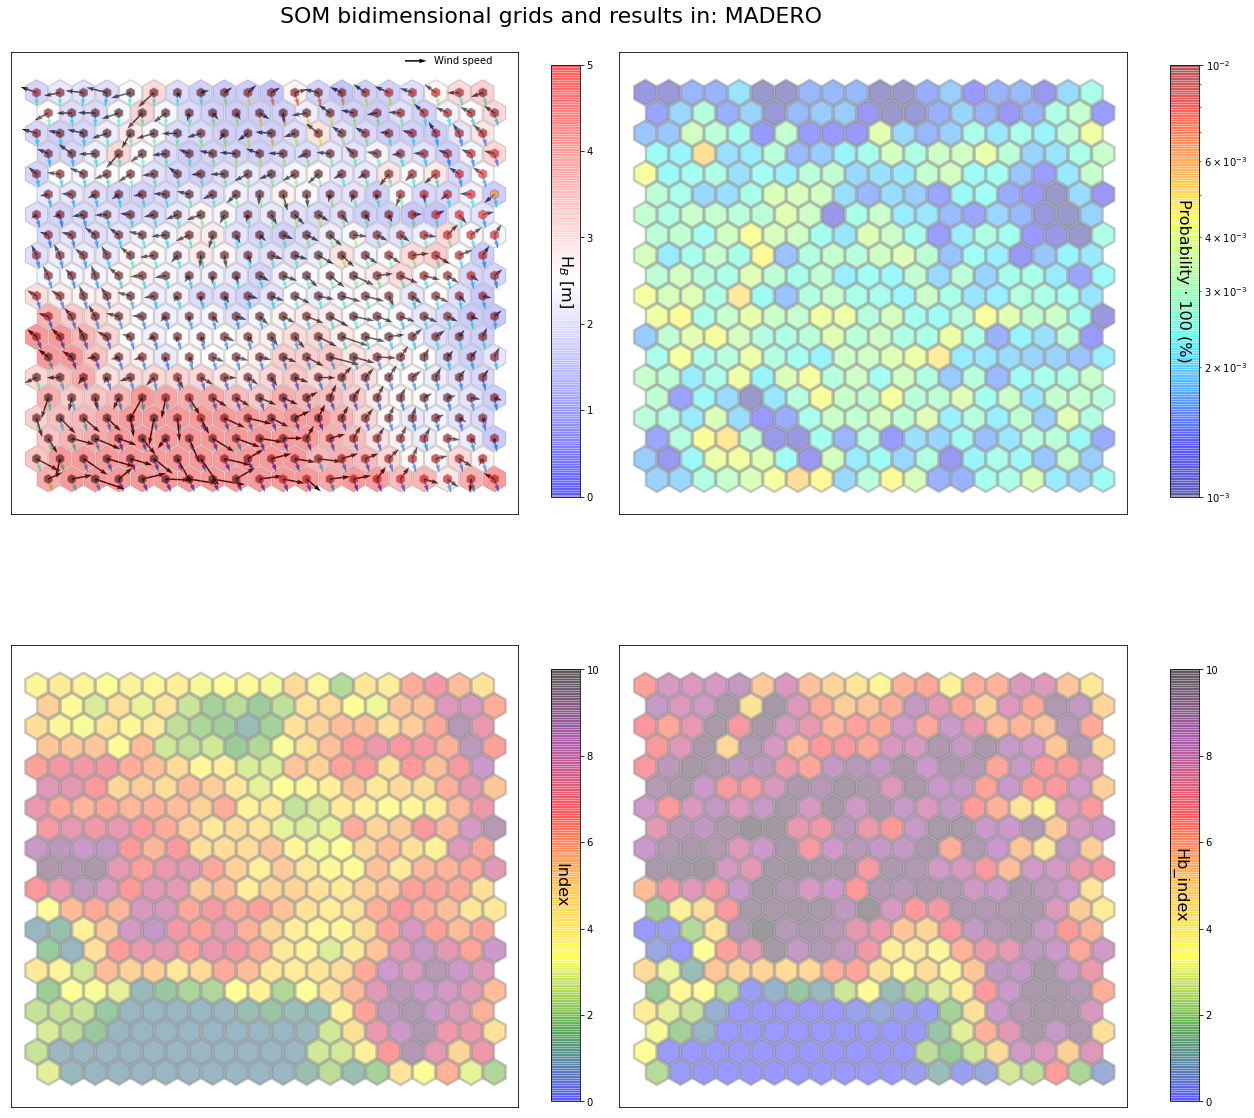 SOM bidimensional grids and results in: MADERO
Wind speed
5
4
3
2
1
0
H_B [m]
10⁻²
6 × 10⁻³
4 × 10⁻³
3 × 10⁻³
2 × 10⁻³
10⁻³
Probability · 100 (%)
10
8
6
4
2
0
Index
10
8
6
4
2
0
Hb_index